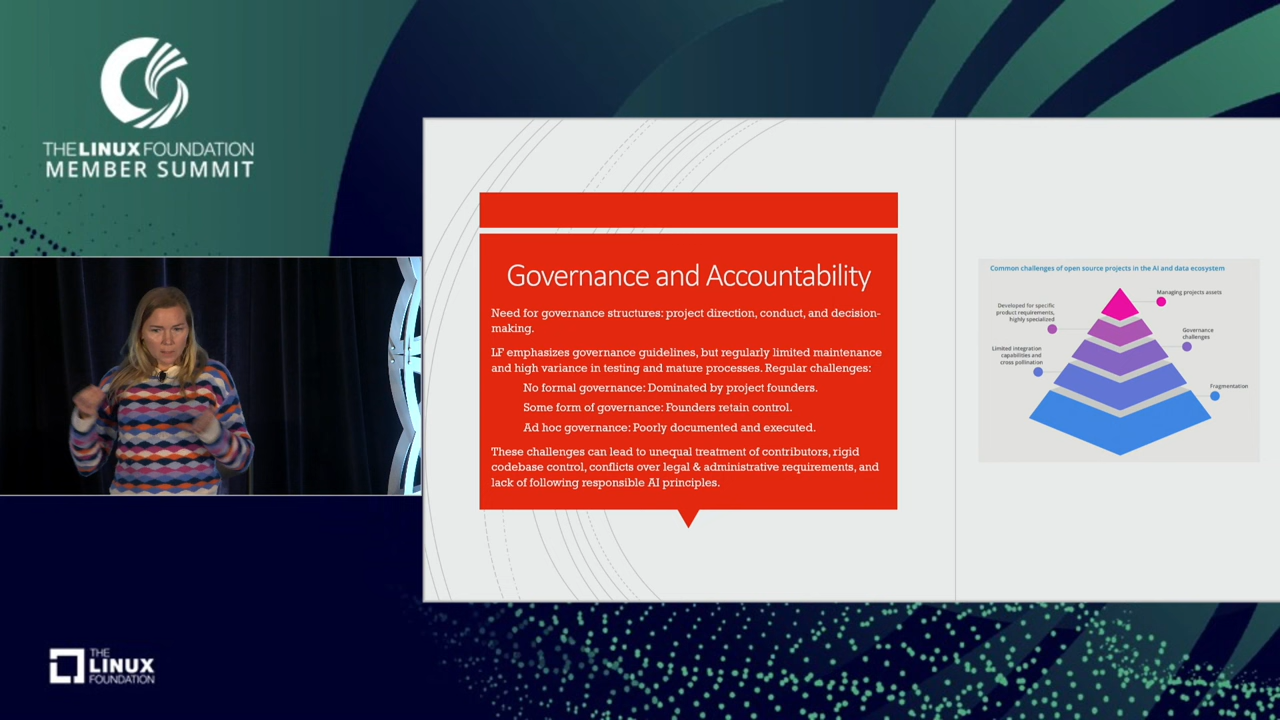 THE LINUX FOUNDATION
MEMBER SUMMIT
Governance and Accountability
Need for governance structures: project direction, conduct, and decision-
making.
LF emphasizes governance guidelines, but regularly limited maintenance
and high variance in testing and mature processes. Regular challenges:
No formal governance: Dominated by project founders.
Some form of governance: Founders retain control.
Ad hoc governance: Poorly documented and executed.
These challenges can lead to unequal treatment of contributors, rigid
codebase control, conflicts over legal & administrative requirements, and
lack of following responsible AI principles.
Common challenges of open source projects in the AI and data ecosystem
Managing projects assets
Developed for specific
product requirements,
highly specialized
Governance
challenges
Limited integration
capabilities and
cross pollination
Fragmentation
THE
LINUX
FOUNDATION